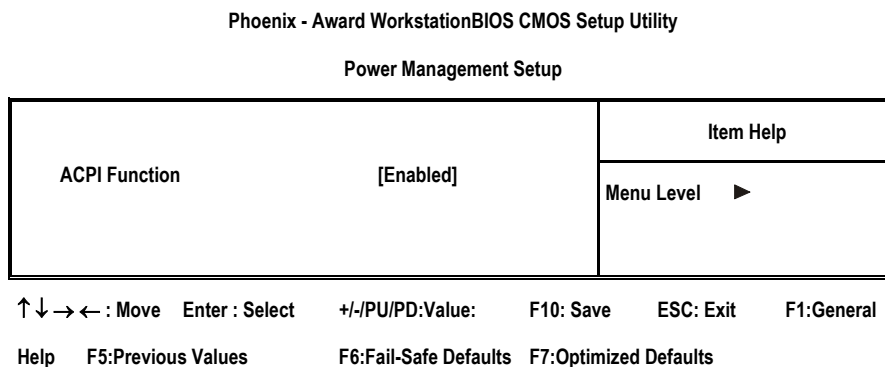 Phoenix - Award WorkstationBIOS CMOS Setup Utility
Power Management Setup
Item Help
ACPI Function [Enabled]
Menu Level ►
↑↓→← : Move Enter : Select +/-/PU/PD:Value: F10: Save ESC: Exit F1:General
Help F5:Previous Values F6:Fail-Safe Defaults F7:Optimized Defaults